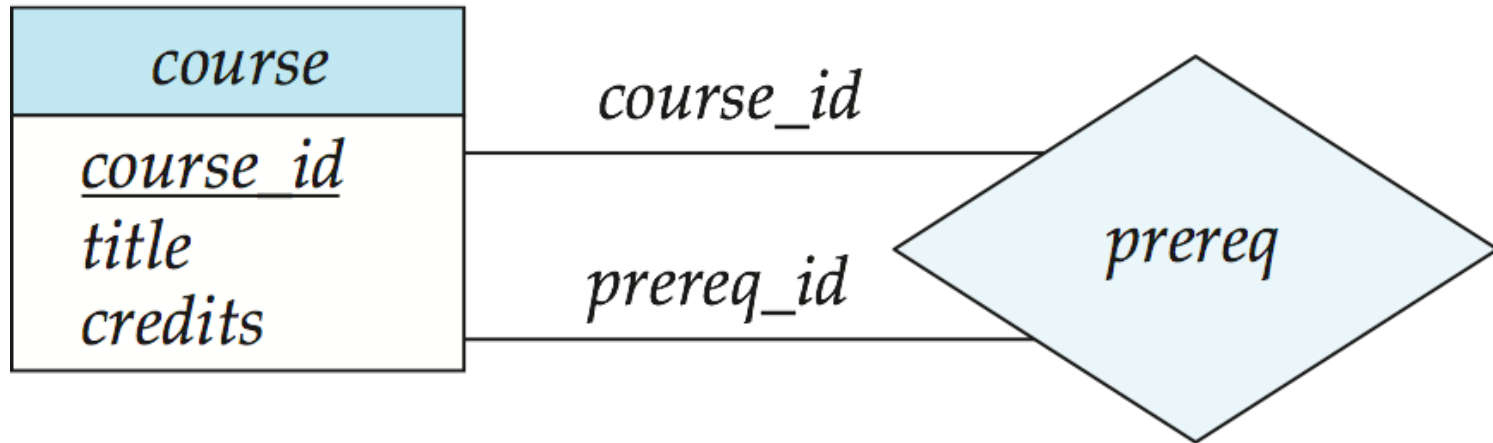 course
course_id
title
credits
course_id
prereq_id
prereq